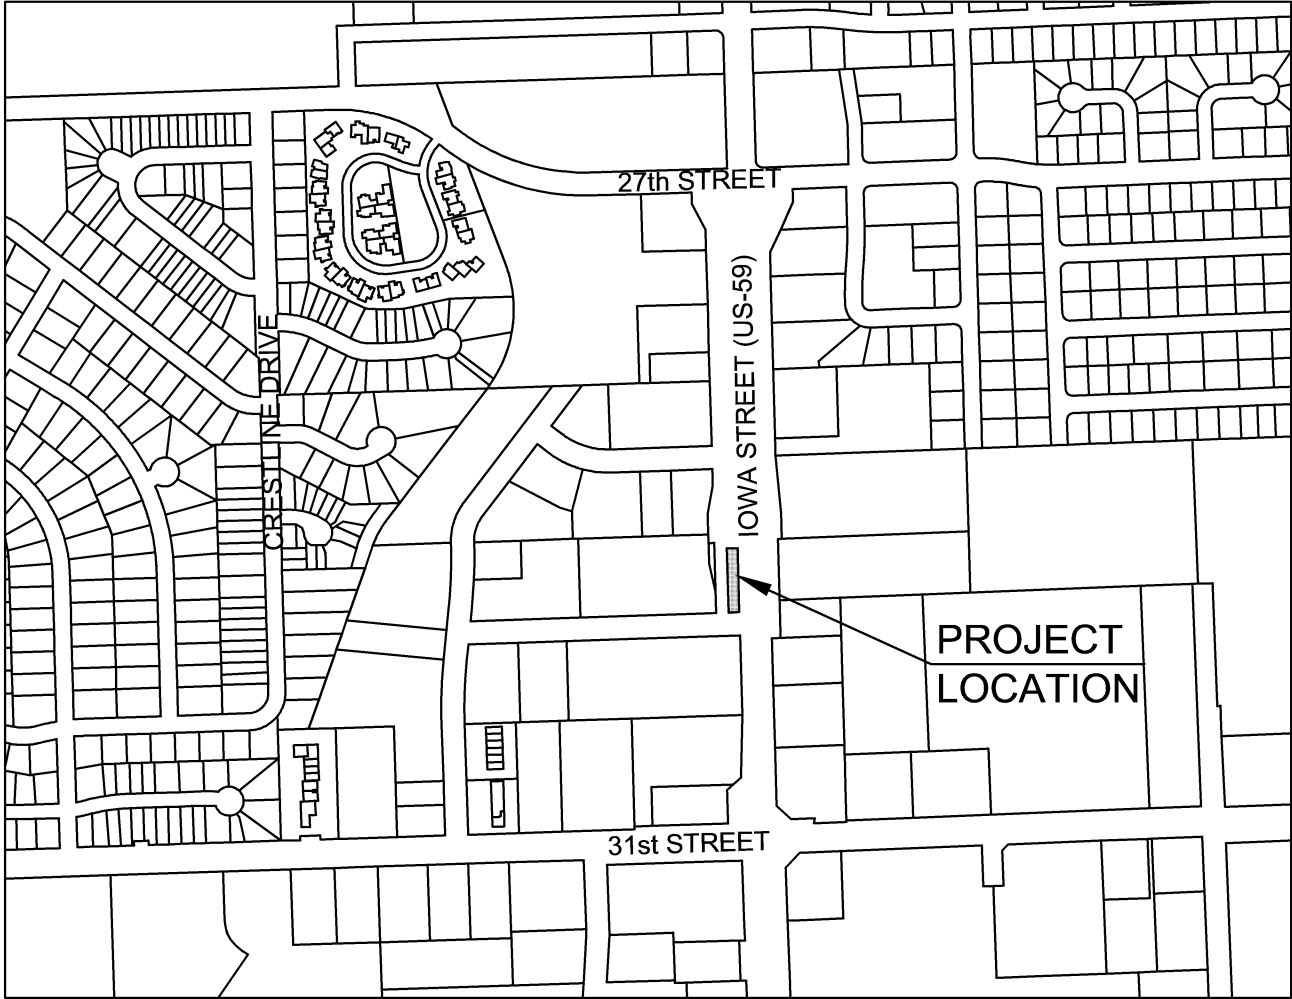 27th STREET
IOWA STREET (US-59)
CRESTLINE DRIVE
PROJECT
LOCATION
31st STREET